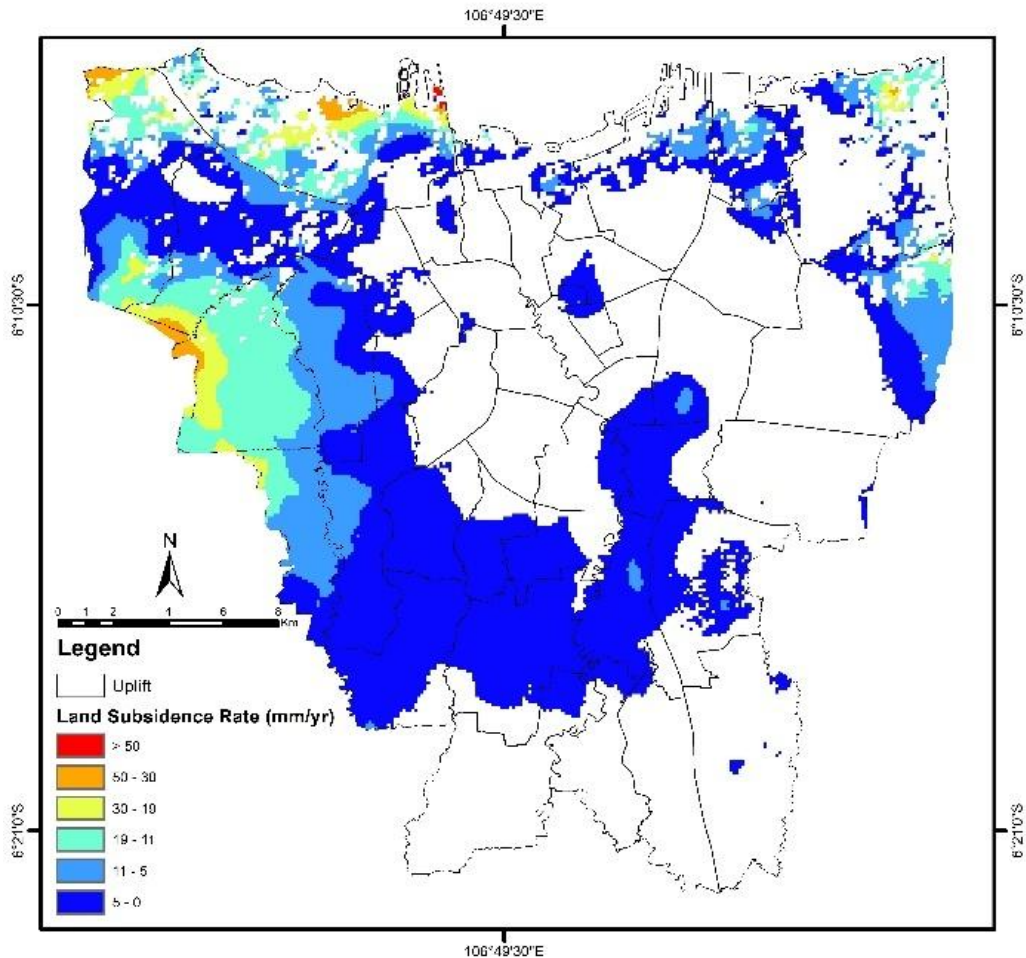 106°49'30"E
6°10'30"S
6°10'30"S
N
0 1 2 4 6 8
Km
Legend
Uplift
Land Subsidence Rate (mm/yr)
> 50
50 - 30
30 - 19
19 - 11
11 - 5
5 - 0
6°21'0"S
6°21'0"S
106°49'30"E